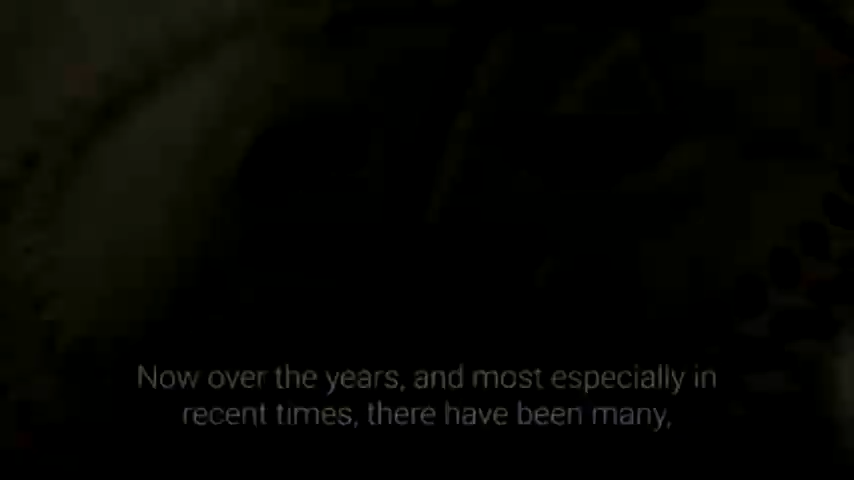 Now over the years, and most especially in
recent times, there have been many,